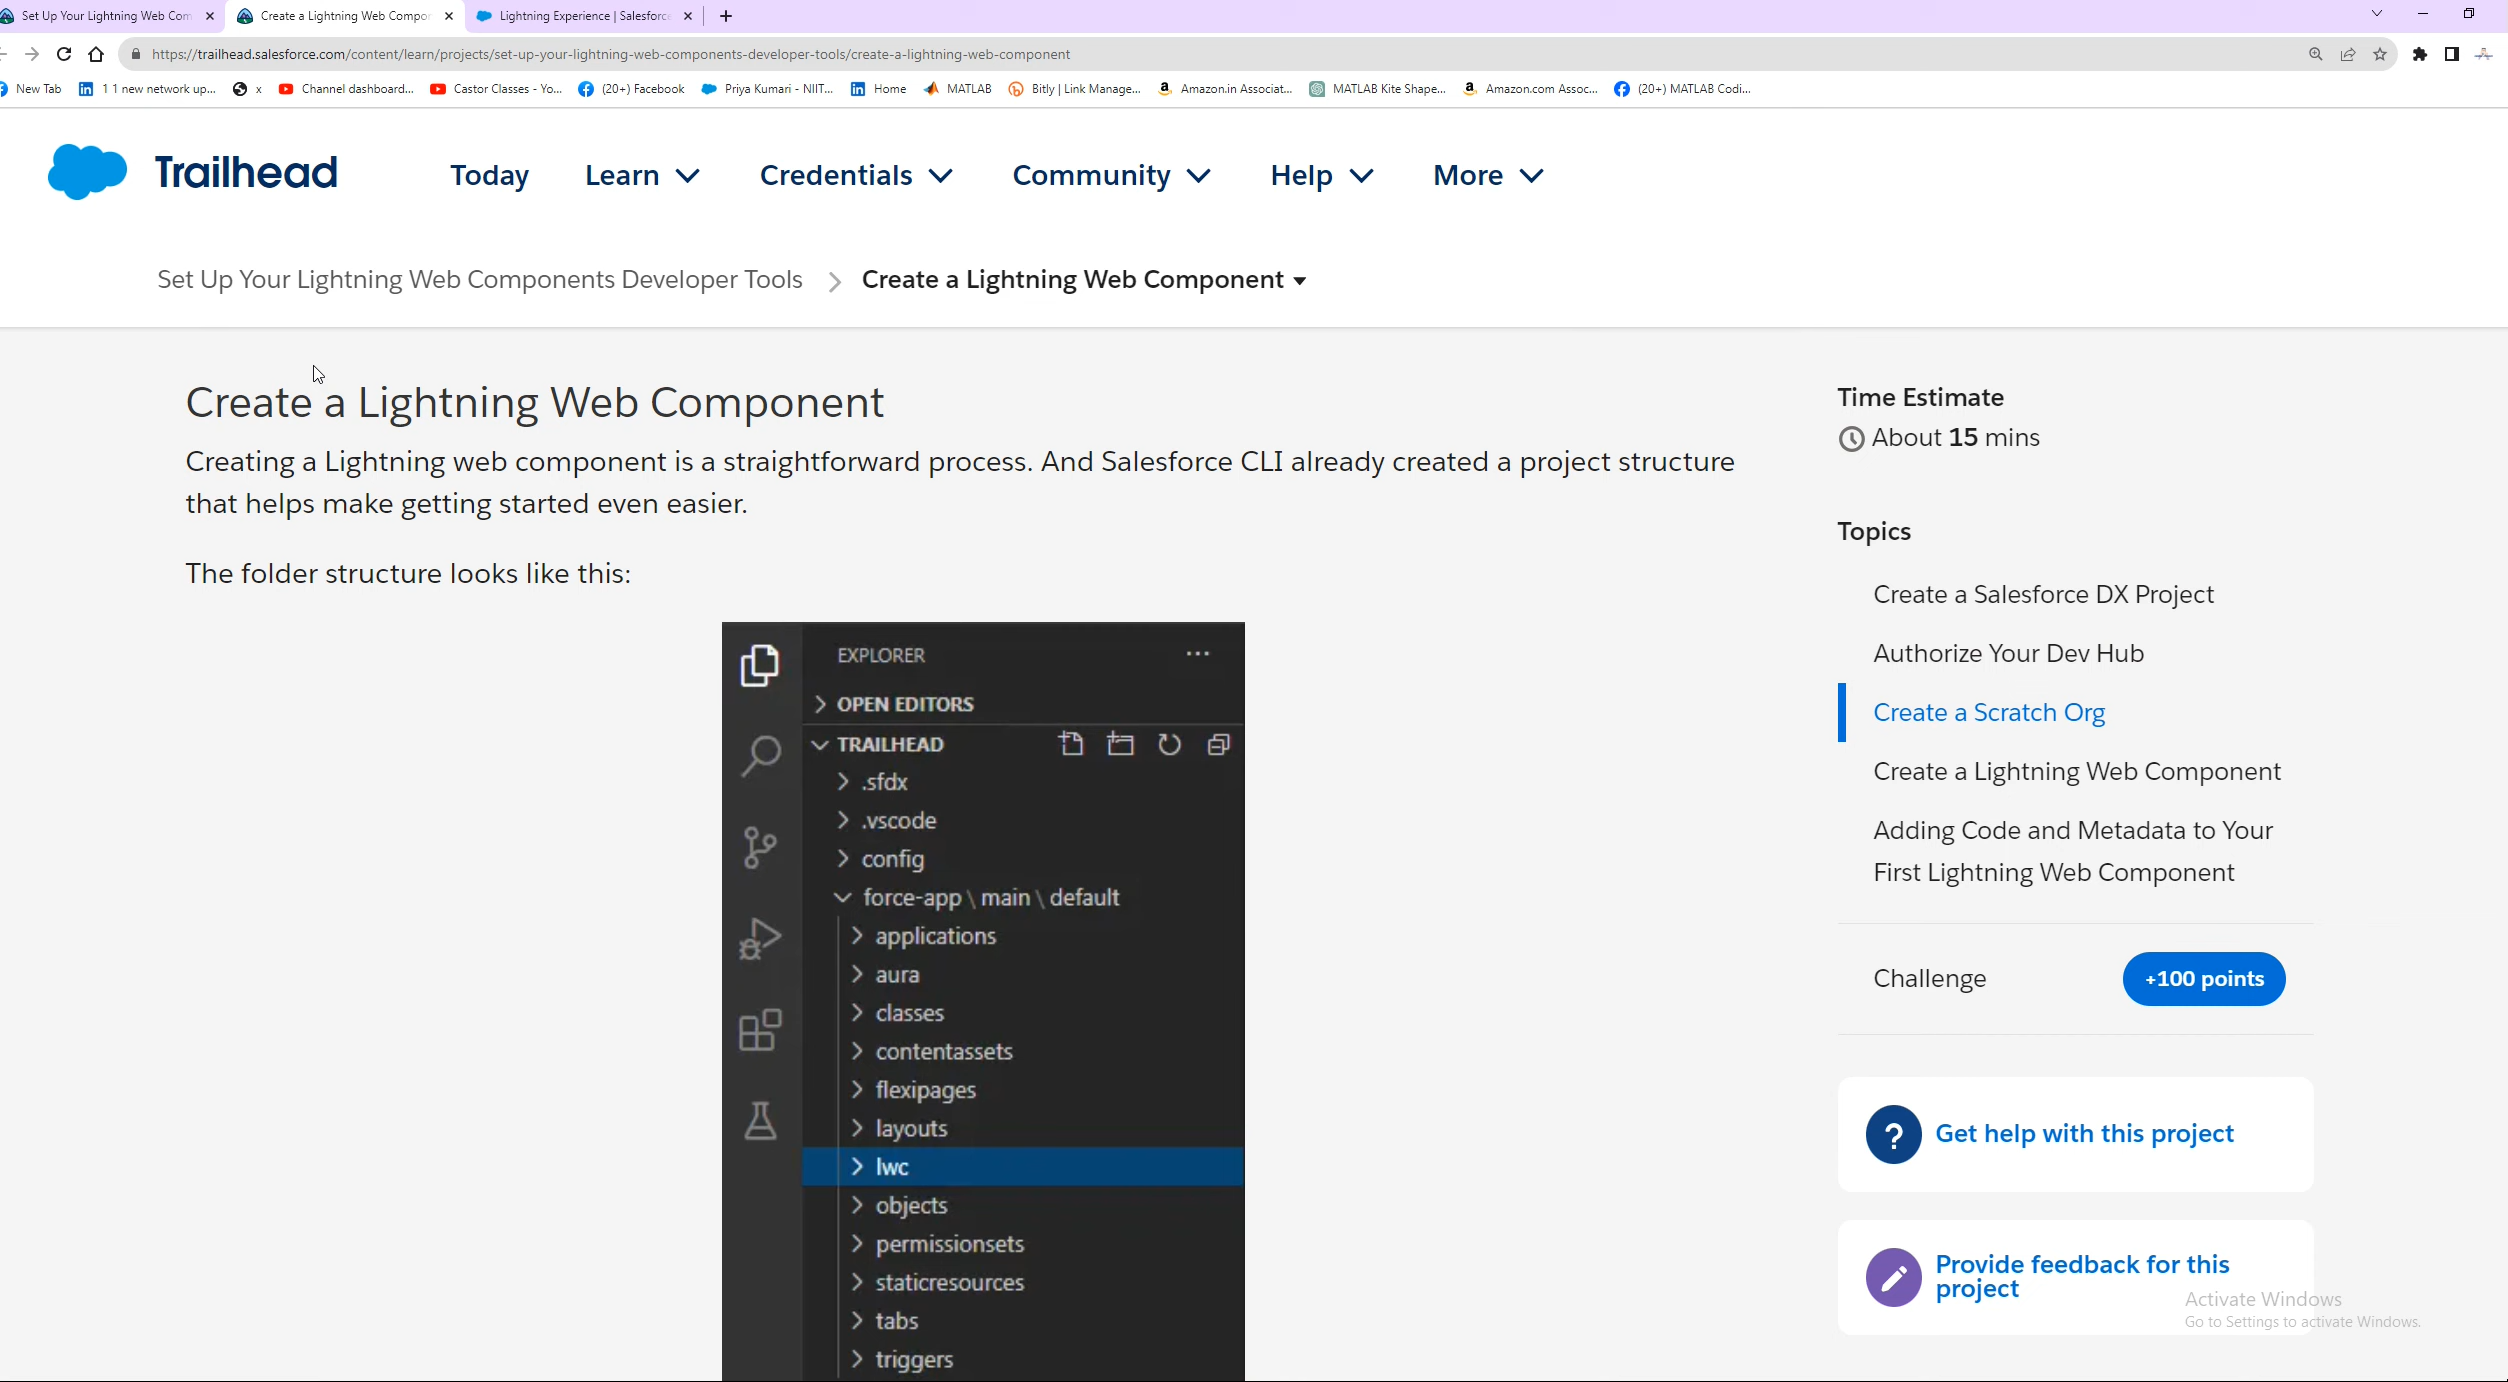 Set Up Your Lightning Web Com
Create a Lightning Web Compor
Lightning Experience | Salesforce
https://trailhead.salesforce.com/content/learn/projects/set-up-your-lightning-web-components-developer-tools/create-a-lightning-web-component
New Tab
1 1 new network up...
x
Channel dashboard...
Castor Classes - Yo...
(20+) Facebook
Priya Kumari - NIIT...
Home
MATLAB
Bitly | Link Manage...
Amazon.in Associat...
MATLAB Kite Shape...
Amazon.com Assoc...
(20+) MATLAB Codi...
Trailhead
Today
Learn
Credentials
Community
Help
More
Set Up Your Lightning Web Components Developer Tools
Create a Lightning Web Component
Create a Lightning Web Component
Creating a Lightning web component is a straightforward process. And Salesforce CLI already created a project structure
that helps make getting started even easier.
The folder structure looks like this:
EXPLORER
OPEN EDITORS
TRAILHEAD
.sfdx
.vscode
config
force-app \ main \ default
applications
aura
classes
contentassets
flexipages
layouts
lwc
objects
permissionsets
staticresources
tabs
triggers
Time Estimate
About 15 mins
Topics
Create a Salesforce DX Project
Authorize Your Dev Hub
Create a Scratch Org
Create a Lightning Web Component
Adding Code and Metadata to Your
First Lightning Web Component
Challenge
+100 points
Get help with this project
Provide feedback for this
project
Activate Windows
Go to Settings to activate Windows.